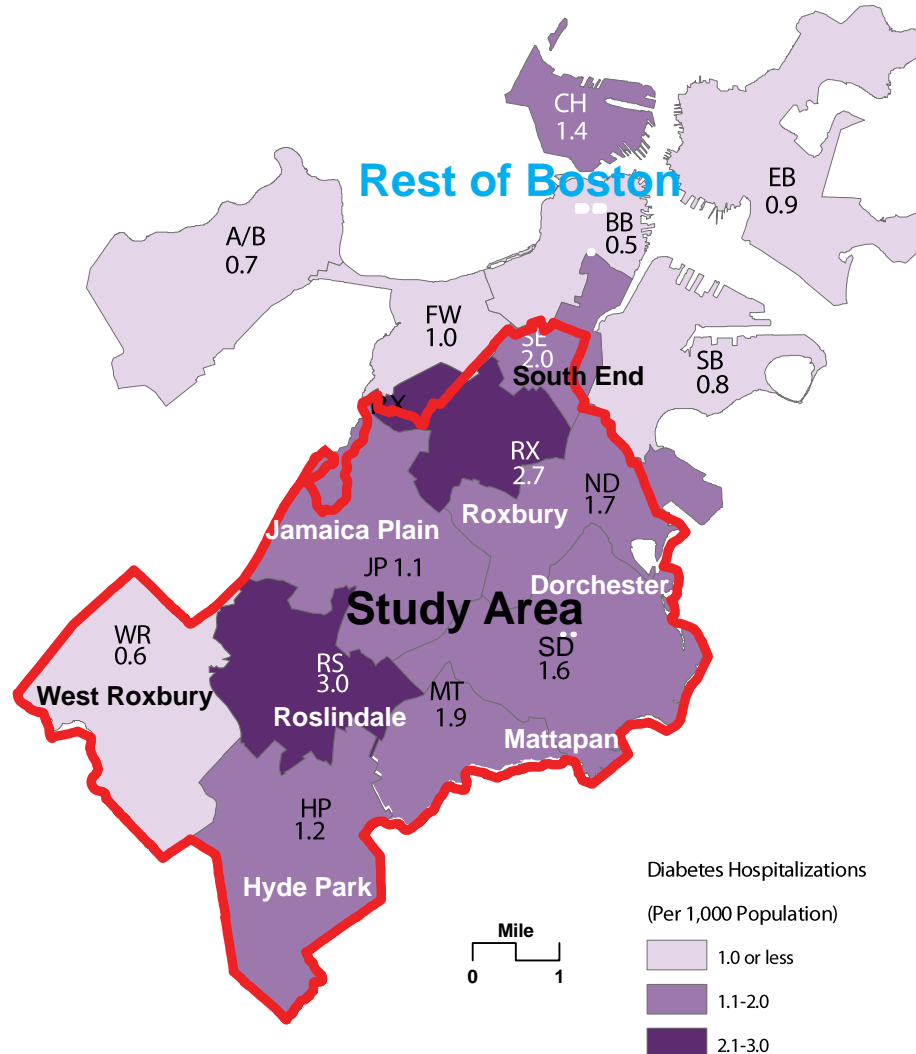 CH
1.4
Rest of Boston
EB
0.9
A/B
0.7
BB
0.5
FW
1.0
SE
2.0
South End
SB
0.8
RX
RX
2.7
ND
1.7
Roxbury
Jamaica Plain
JP 1.1
Dorchester
Study Area
WR
0.6
SD
1.6
RS
3.0
MT
1.9
West Roxbury
Roslindale
Mattapan
HP
1.2
Hyde Park
Diabetes Hospitalizations
(Per 1,000 Population)
Mile
0 1
1.0 or less
1.1-2.0
2.1-3.0